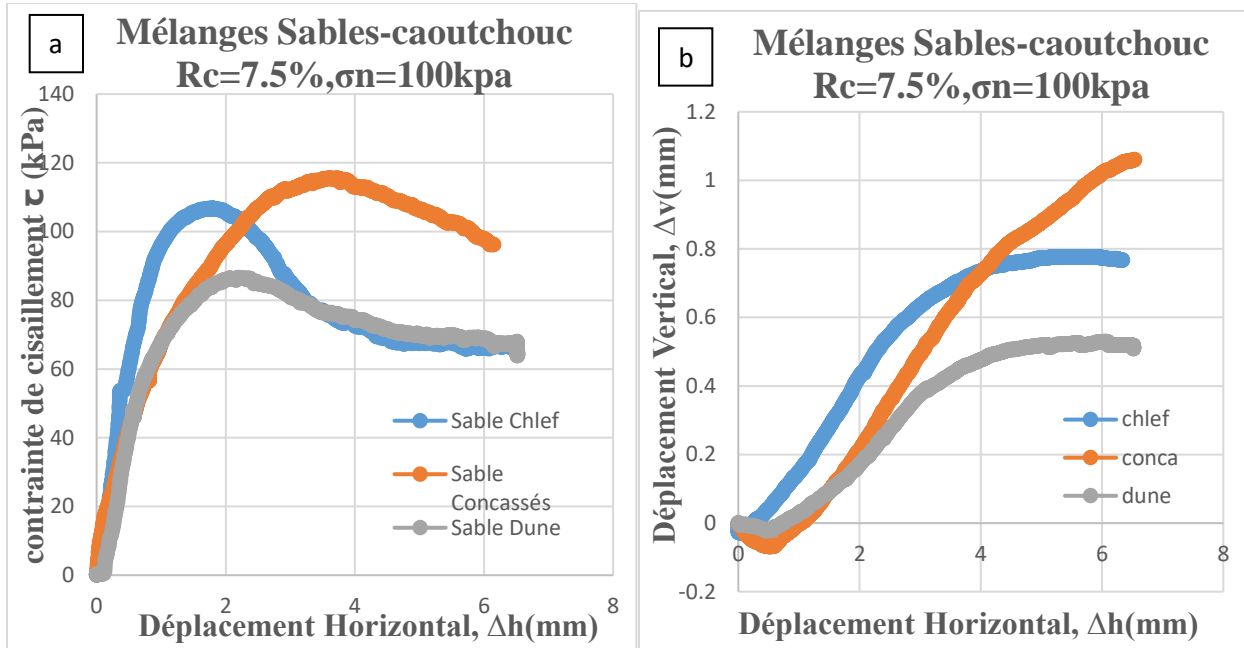 a
Mélanges Sables-caoutchouc
Rc=7.5%,σn=100kpa
contrainte de cisaillement τ (kPa)
140
120
100
80
60
40
20
0
0 2 4 6 8
Sable Chlef
Sable
Concassés
Sable Dune
Déplacement Horizontal, Δh(mm)
b
Mélanges Sables-caoutchouc
Rc=7.5%,σn=100kpa
Déplacement Vertical, Δv(mm)
1.2
1
0.8
0.6
0.4
0.2
0
-0.2
0 2 4 6 8
chlef
conca
dune
Déplacement Horizontal, Δh(mm)